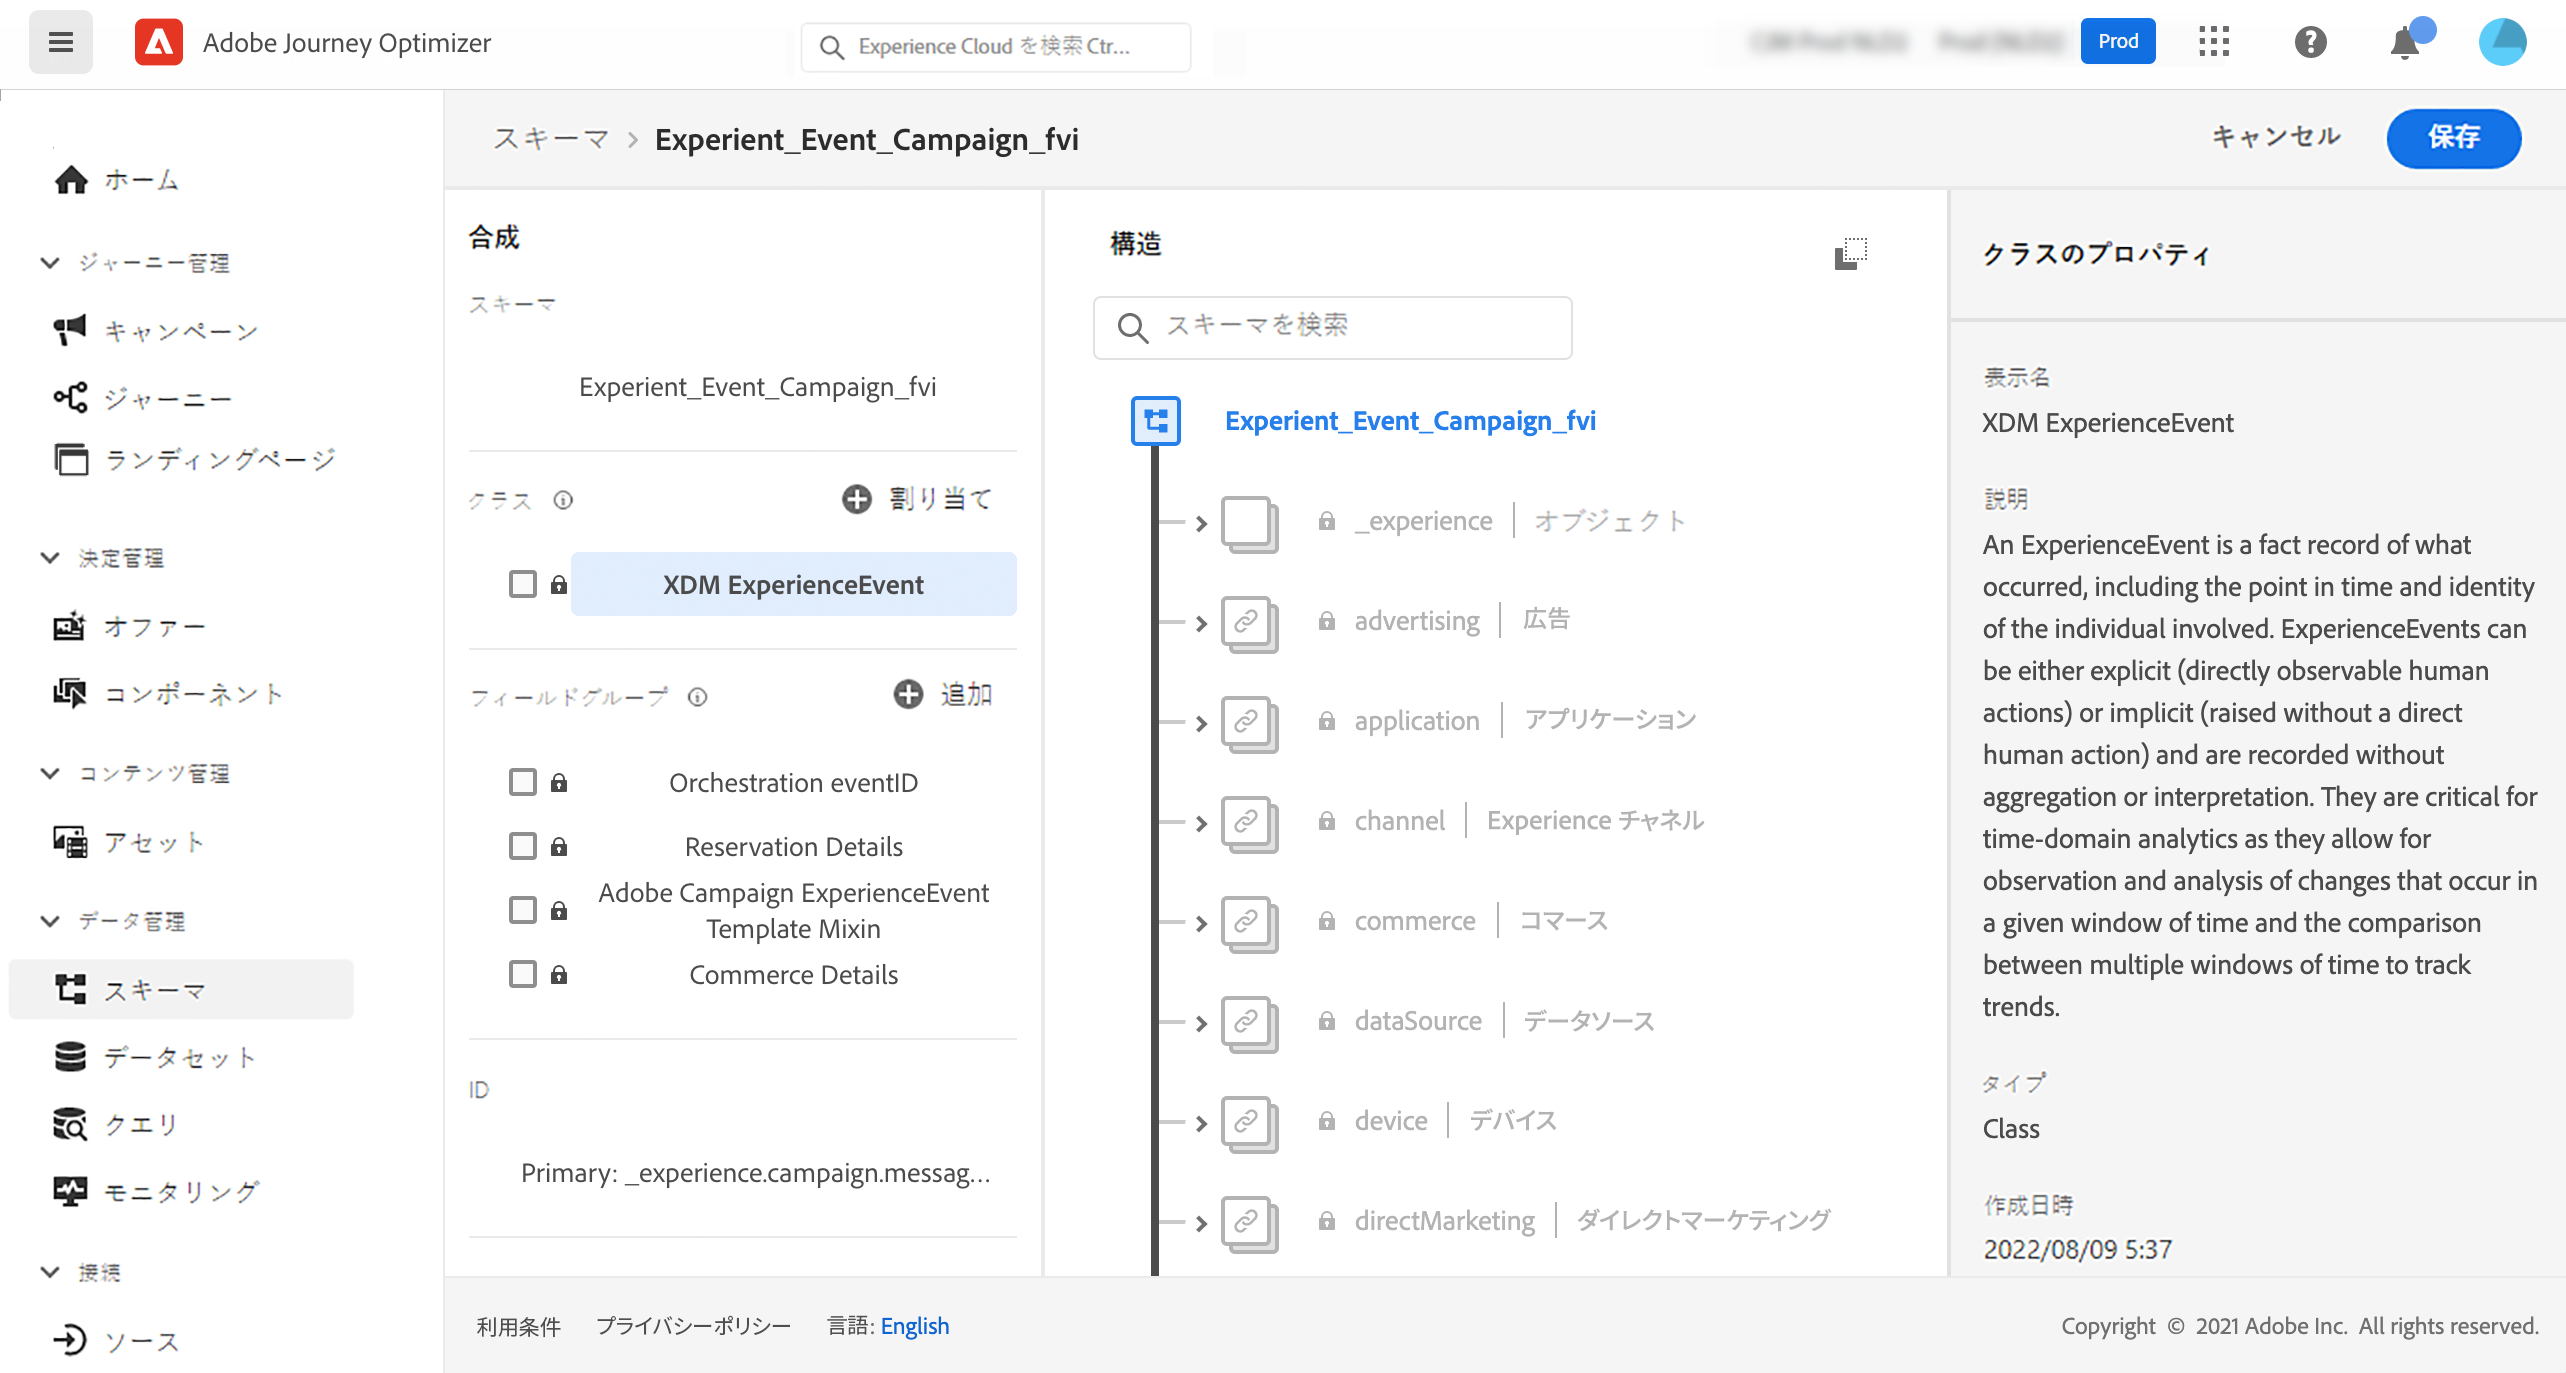 Adobe Journey Optimizer
Experience Cloud を検索 Ctr...
Prod
ホーム
ジャーニー管理
キャンペーン
ジャーニー
ランディングページ
決定管理
オファー
コンポーネント
コンテンツ管理
アセット
データ管理
スキーマ
データセット
クエリ
モニタリング
接続
ソース
スキーマ > Experient_Event_Campaign_fvi
キャンセル
保存
合成
スキーマ
Experient_Event_Campaign_fvi
クラス
割り当て
XDM ExperienceEvent
フィールドグループ
追加
Orchestration eventID
Reservation Details
Adobe Campaign ExperienceEvent
Template Mixin
Commerce Details
ID
Primary: _experience.campaign.messag...
構造
スキーマを検索
Experient_Event_Campaign_fvi
_experience | オブジェクト
advertising | 広告
application | アプリケーション
channel | Experience チャネル
commerce | コマース
dataSource | データソース
device | デバイス
directMarketing | ダイレクトマーケティング
クラスのプロパティ
表示名
XDM ExperienceEvent
説明
An ExperienceEvent is a fact record of what
occurred, including the point in time and identity
of the individual involved. ExperienceEvents can
be either explicit (directly observable human
actions) or implicit (raised without a direct
human action) and are recorded without
aggregation or interpretation. They are critical for
time-domain analytics as they allow for
observation and analysis of changes that occur in
a given window of time and the comparison
between multiple windows of time to track
trends.
タイプ
Class
作成日時
2022/08/09 5:37
利用条件
プライバシーポリシー
言語: English
Copyright © 2021 Adobe Inc. All rights reserved.